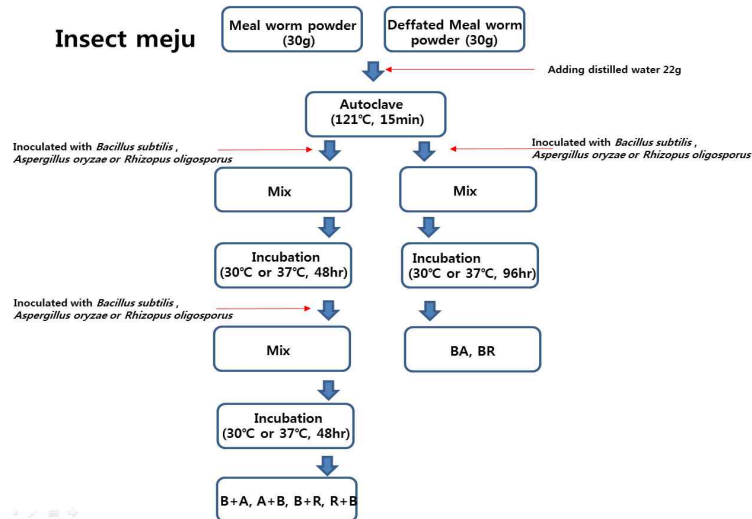 Insect meju
Meal worm powder
(30g)
Deffated Meal worm
powder (30g)
Adding distilled water 22g
Autoclave
(121℃, 15min)
Inoculated with Bacillus subtilis ,
Aspergillus oryzae or Rhizopus oligosporus
Inoculated with Bacillus subtilis ,
Aspergillus oryzae or Rhizopus oligosporus
Mix
Mix
Incubation
(30℃ or 37℃, 48hr)
Incubation
(30℃ or 37℃, 96hr)
Inoculated with Bacillus subtilis ,
Aspergillus oryzae or Rhizopus oligosporus
Mix
BA, BR
Incubation
(30℃ or 37℃, 48hr)
B+A, A+B, B+R, R+B